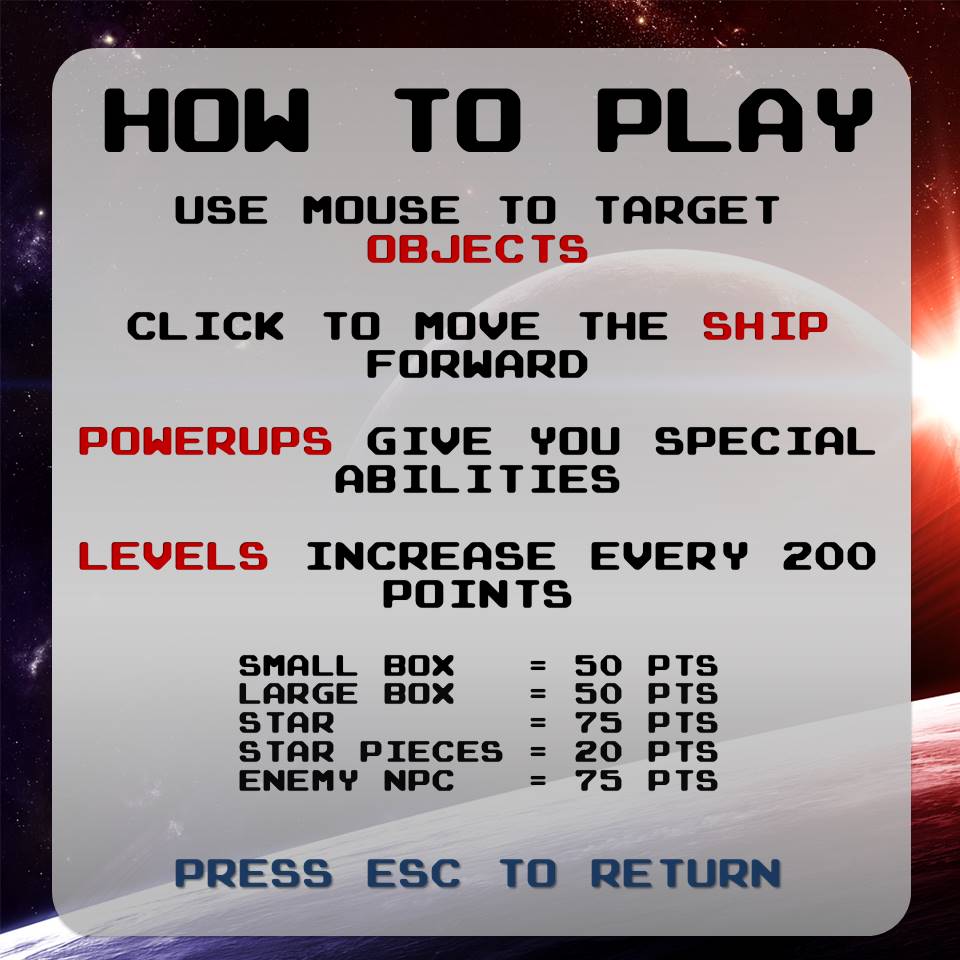 HOW TO PLAY
USE MOUSE TO TARGET
OBJECTS
CLICK TO MOVE THE SHIP
FORWARD
POWERUPS GIVE YOU SPECIAL
ABILITIES
LEVELS INCREASE EVERY 200
POINTS
SMALL BOX = 50 PTS
LARGE BOX = 50 PTS
STAR = 75 PTS
STAR PIECES = 20 PTS
ENEMY NPC = 75 PTS
PRESS ESC TO RETURN